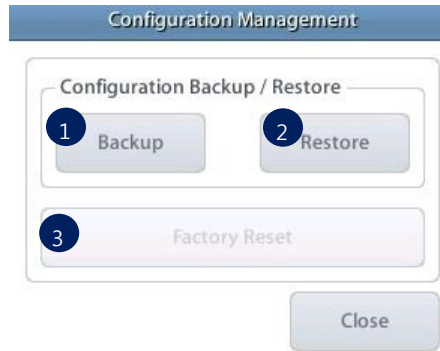 Configuration Management
Configuration Backup / Restore
1 Backup 2 Restore
3 Factory Reset
Close